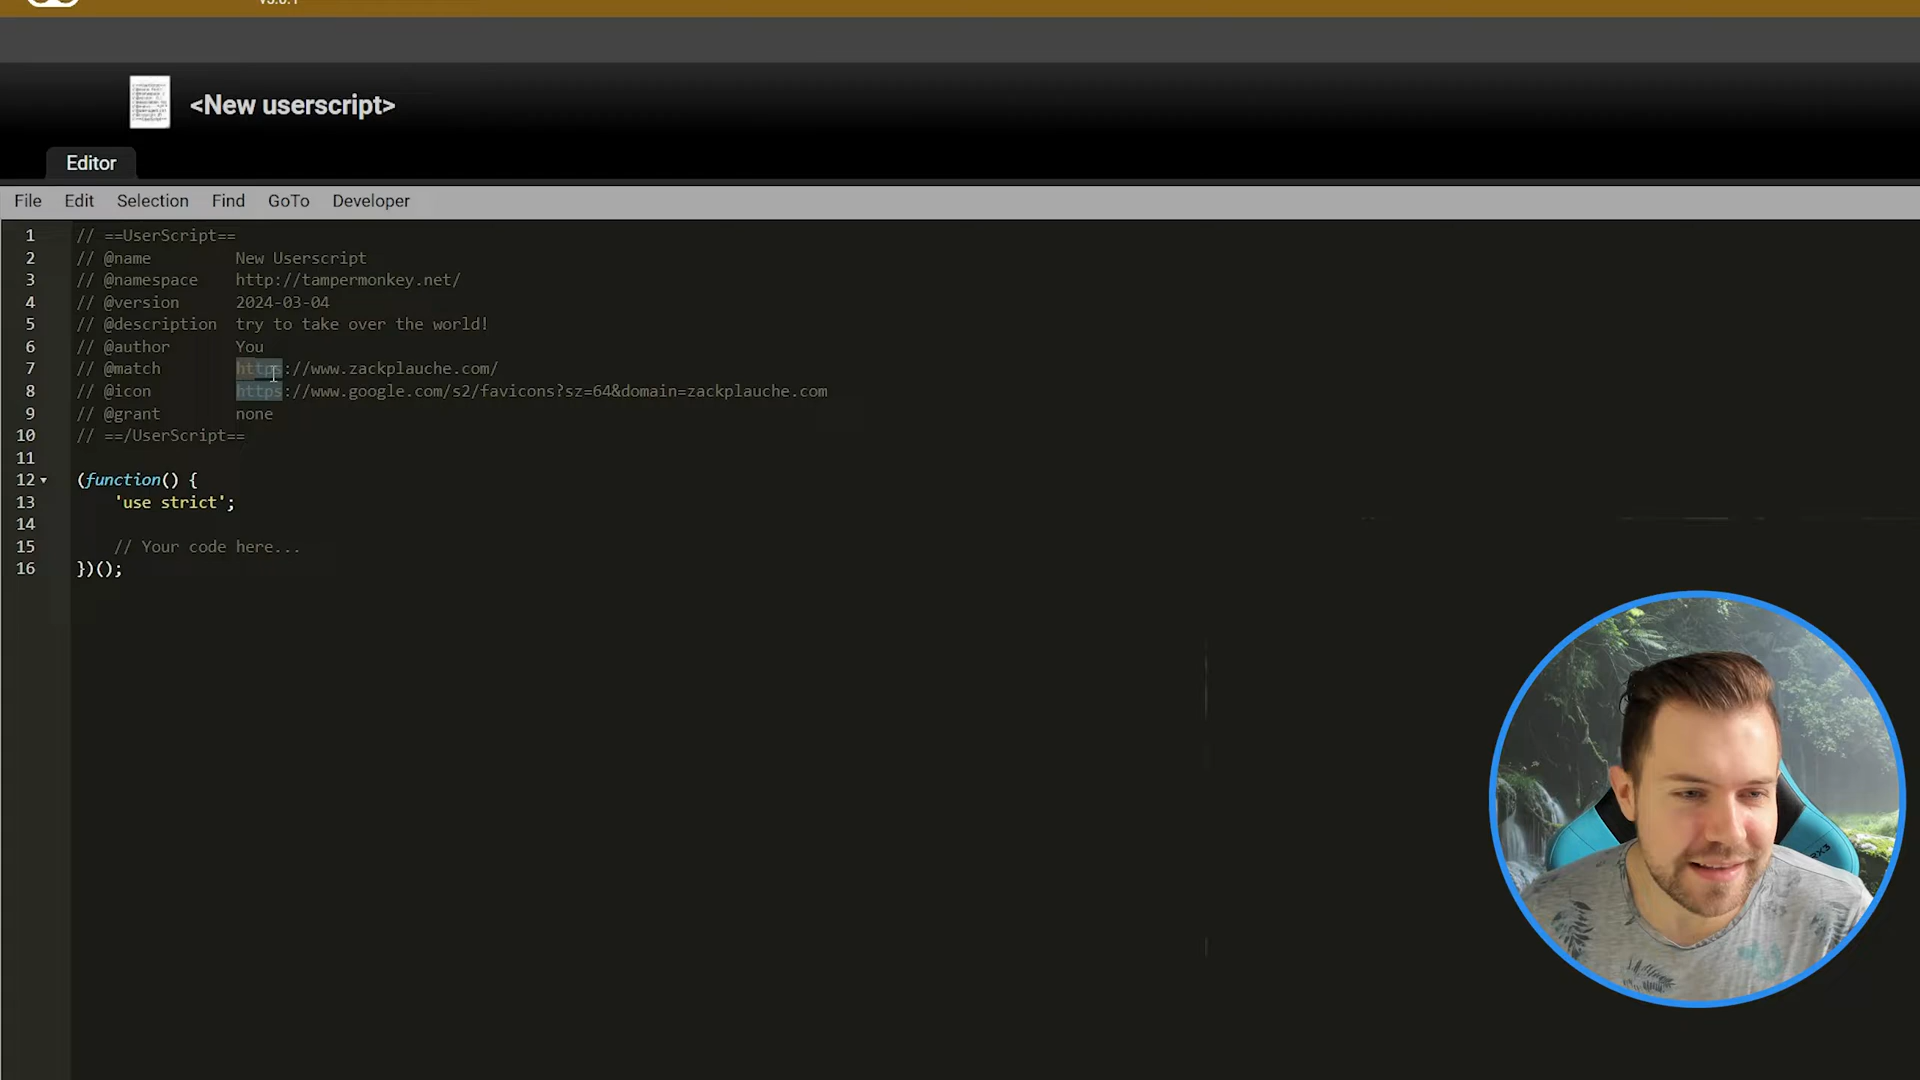 v5.0.1
<New userscript>
Editor
File Edit Selection Find GoTo Developer
1 // ==UserScript==
2 // @name New Userscript
3 // @namespace http://tampermonkey.net/
4 // @version 2024-03-04
5 // @description try to take over the world!
6 // @author You
7 // @match https://www.zackplauche.com/
8 // @icon https://www.google.com/s2/favicons?sz=64&domain=zackplauche.com
9 // @grant none
10 // ==/UserScript==
11
12 (function() {
13 'use strict';
14
15 // Your code here...
16 })();